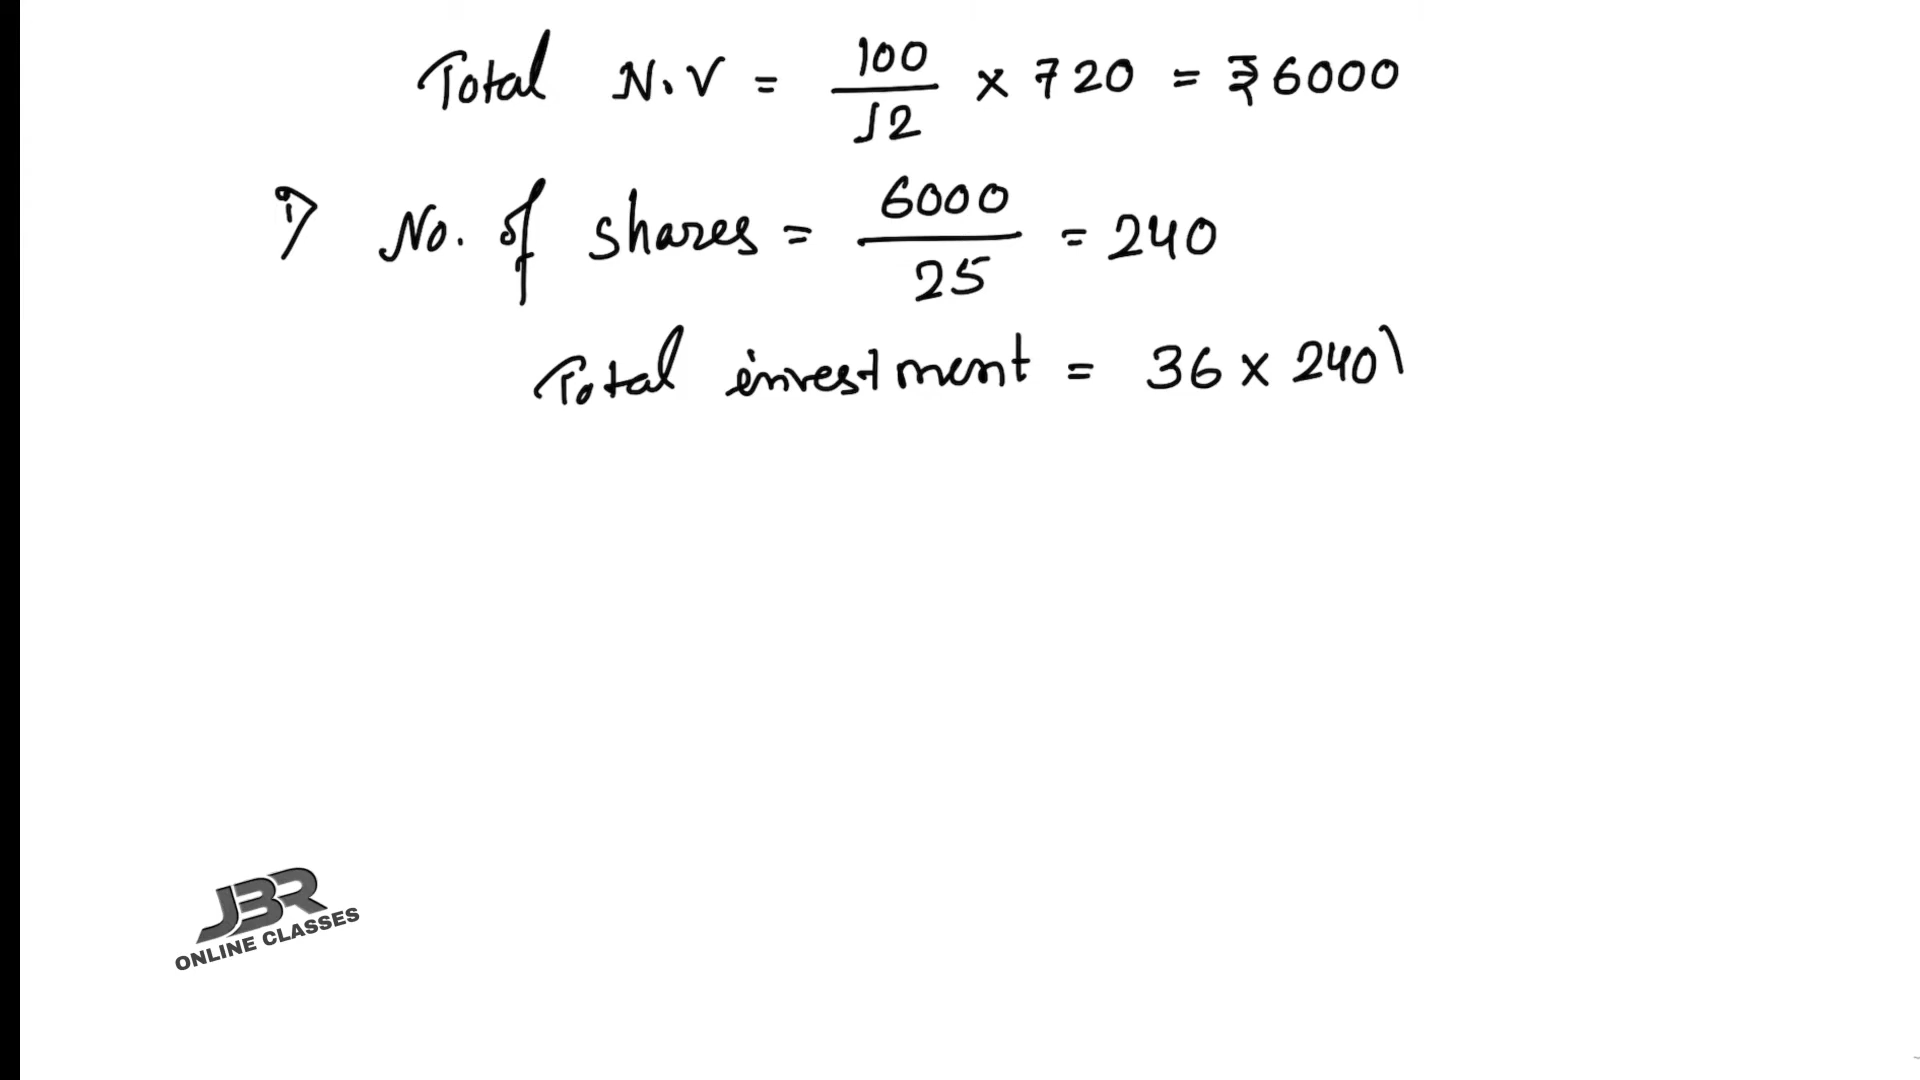 Total N.V = 100/12 × 720 = ₹6000
i) No. of shares = 6000/25 = 240
Total investment = 36 × 240
JBR
ONLINE CLASSES